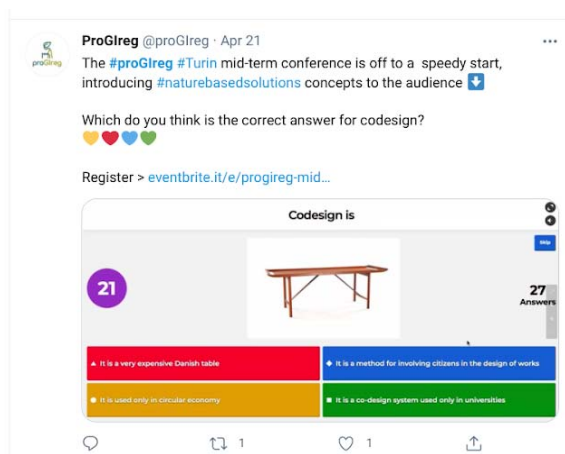 ProGIreg @proGIreg · Apr 21
proGIreg
The #proGIreg #Turin mid-term conference is off to a speedy start,
introducing #naturebasedsolutions concepts to the audience
Which do you think is the correct answer for codesign?
Register > eventbrite.it/e/progireg-mid...
Codesign is
Skip
21
27
Answers
It is a very expensive Danish table
It is a method for involving citizens in the design of works
It is used only in circular economy
It is a co-design system used only in universities
1
1